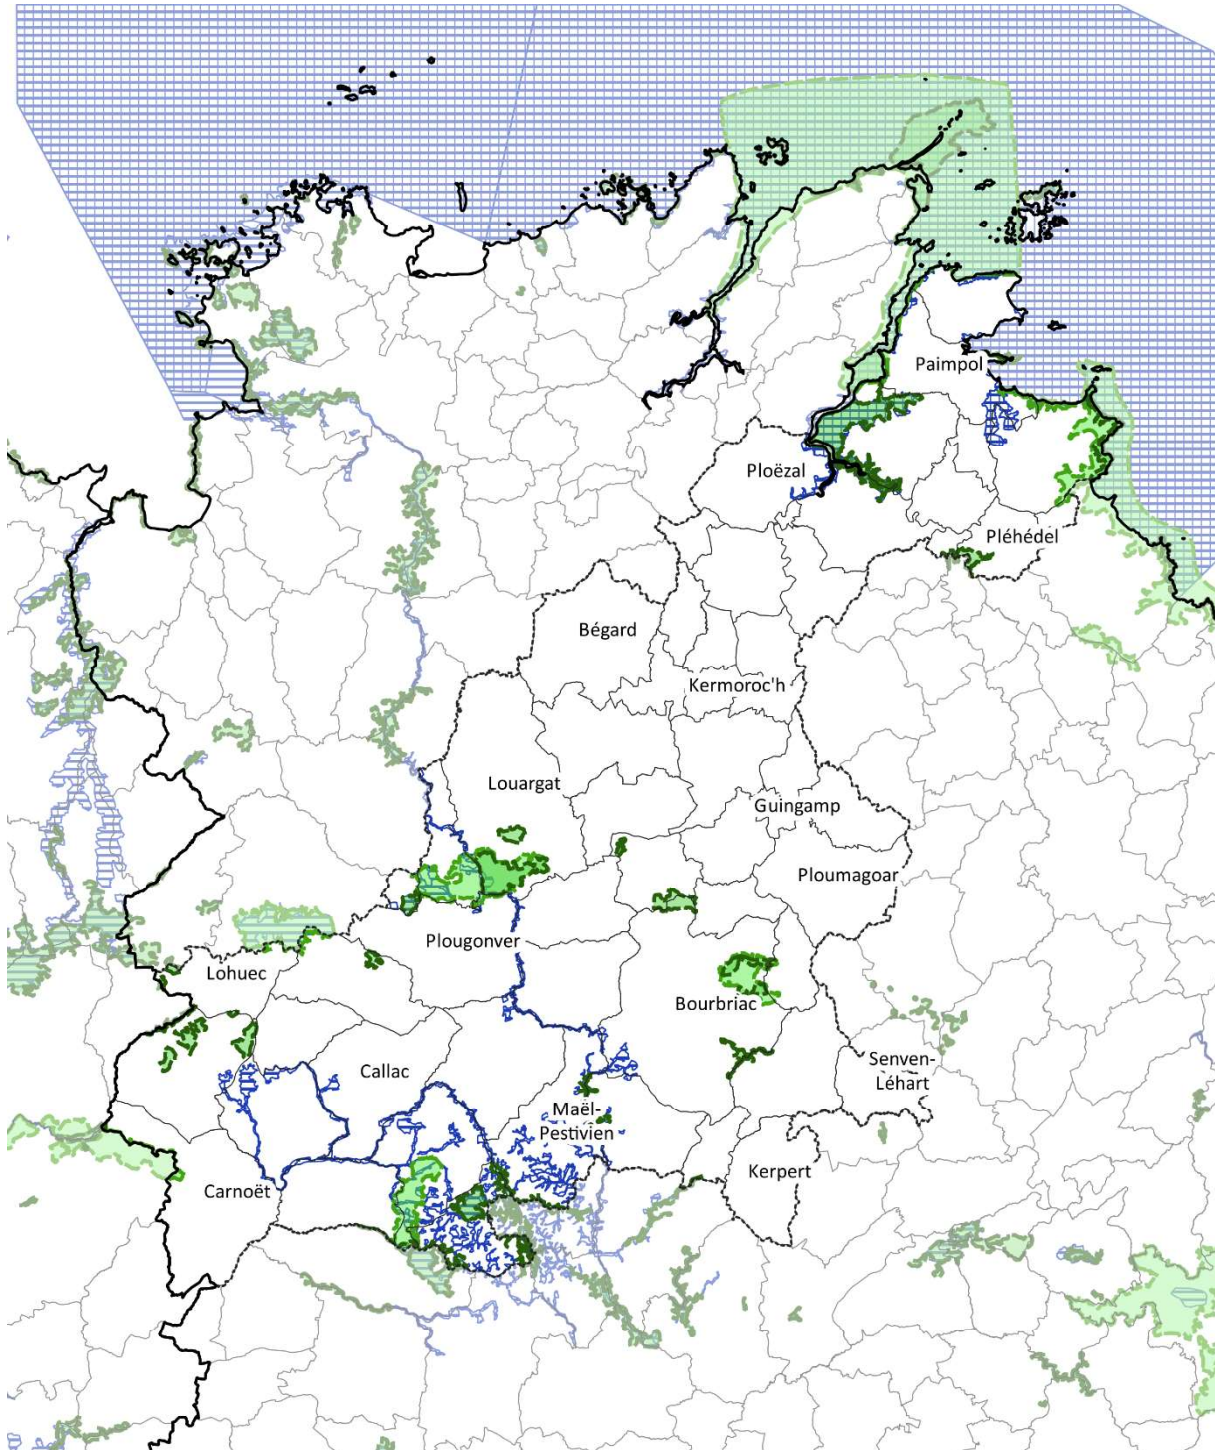 Paimpol
Ploëzal
Pléhédel
Bégard
Kermoroc'h
Louargat
Guingamp
Ploumagoar
Plougonver
Lohuec
Bourbriac
Callac
Senven-
Léhart
Maël-
Pestivien
Kerpert
Carnoët